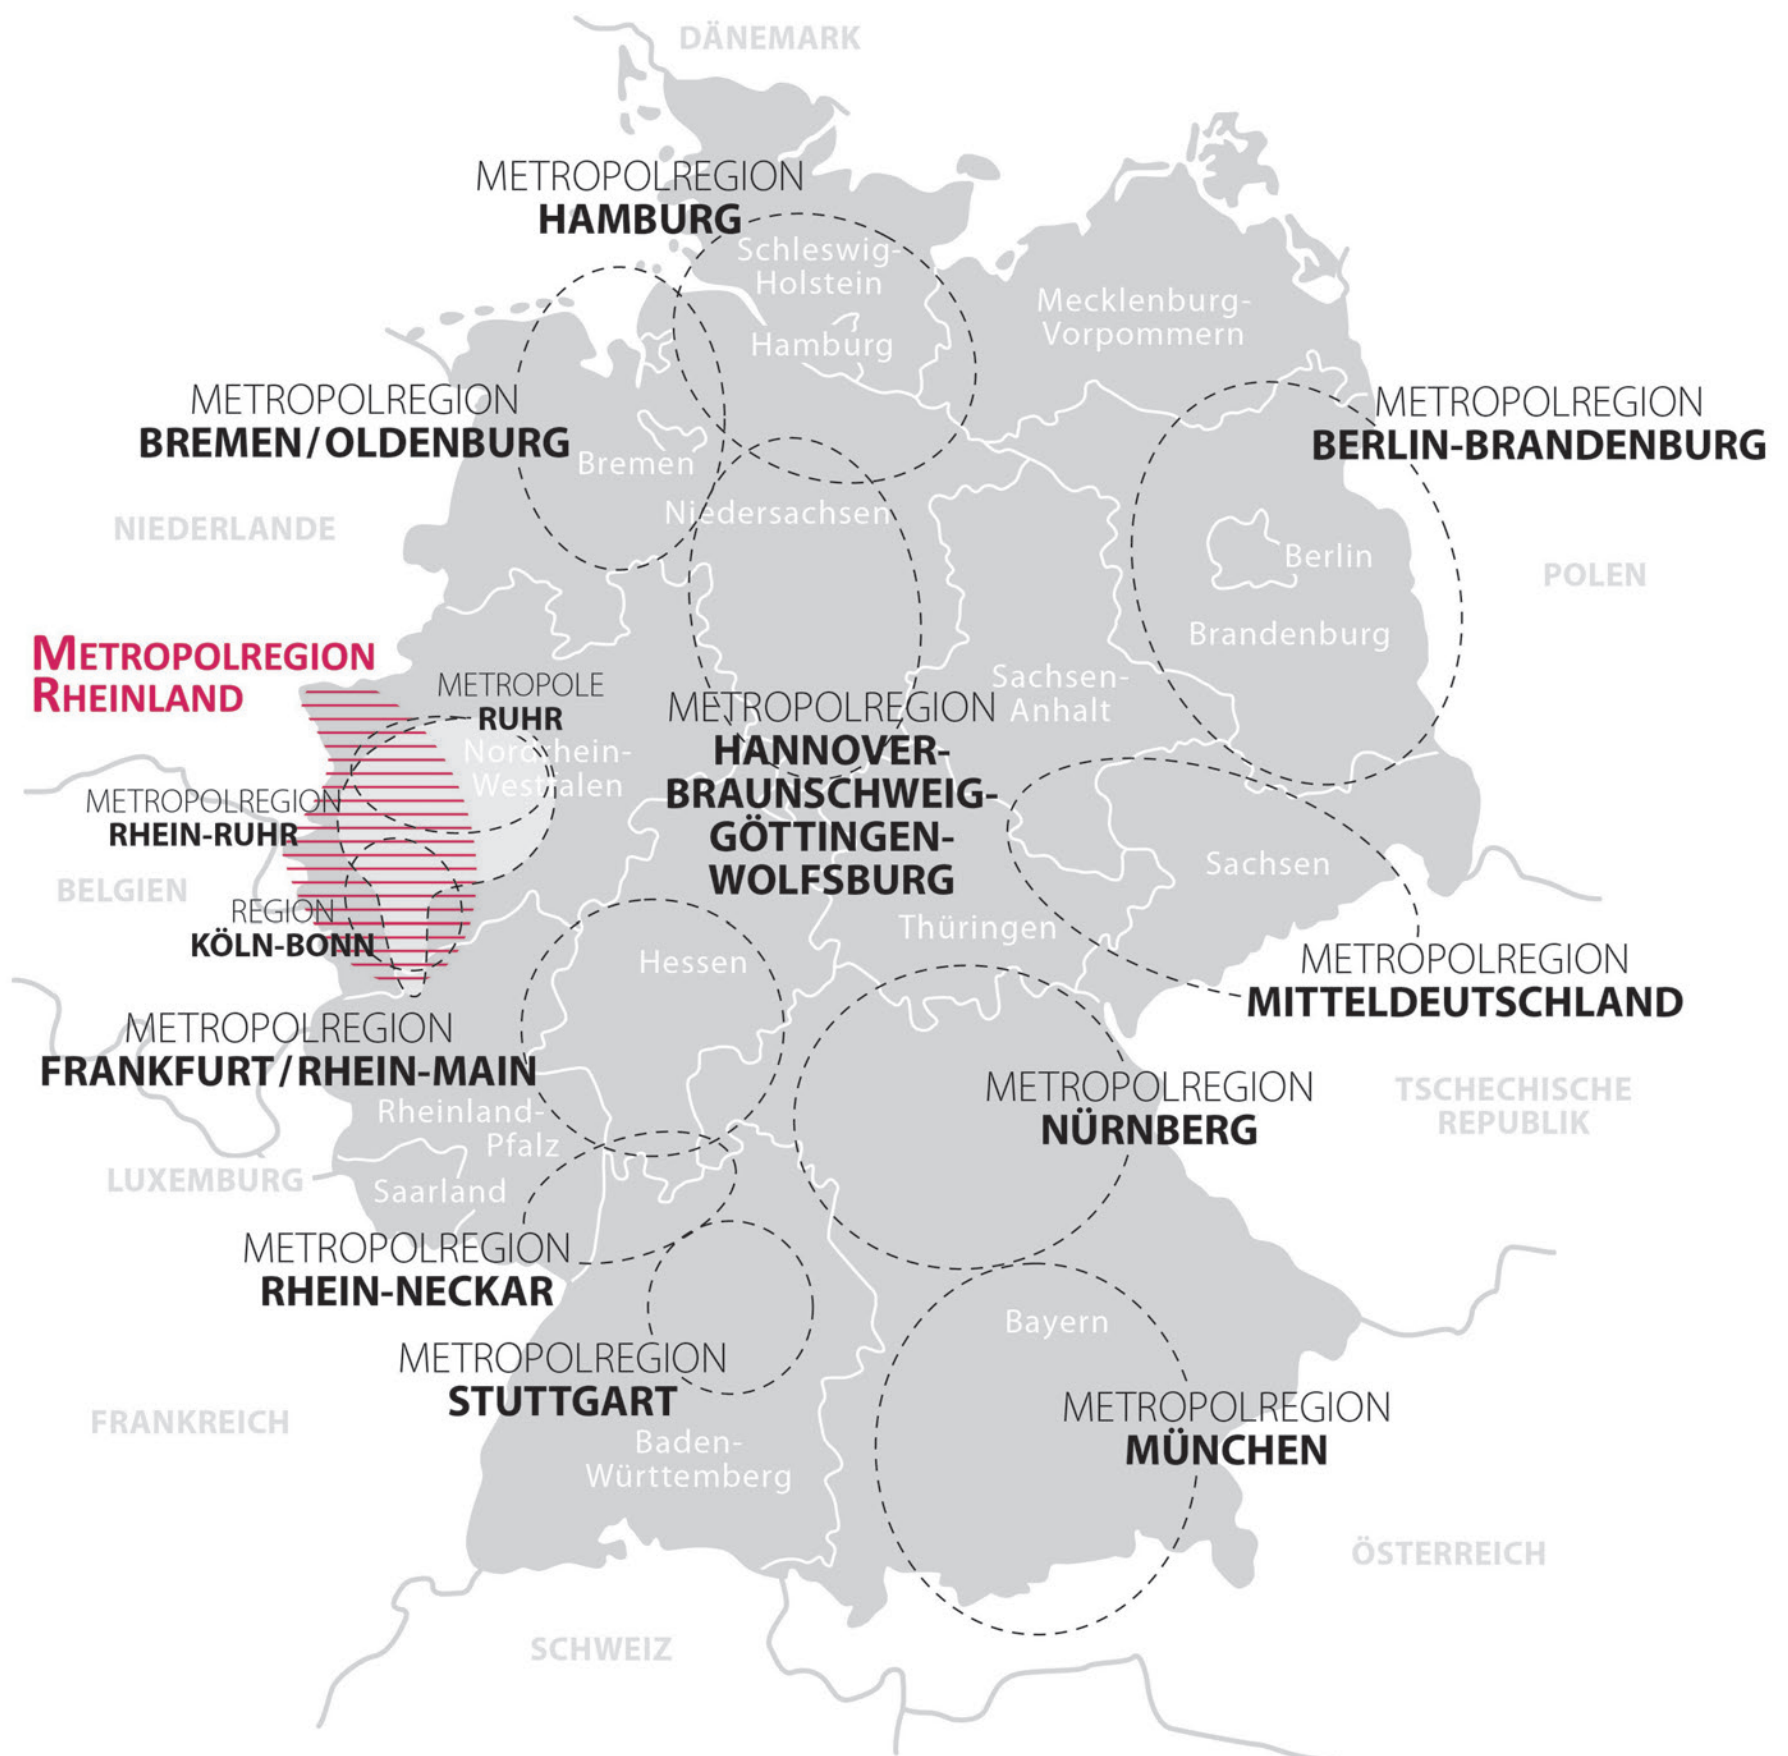 DÄNEMARK
METROPOLREGION
HAMBURG
Schleswig-
Holstein
Mecklenburg-
Vorpommern
Hamburg
METROPOLREGION
BREMEN/OLDENBURG
METROPOLREGION
BERLIN-BRANDENBURG
Bremen
Niedersachsen
NIEDERLANDE
Berlin
POLEN
Brandenburg
METROPOLREGION
RHEINLAND
METROPOLE
RUHR
Nordrhein-
Westfalen
Sachsen-
Anhalt
METROPOLREGION
HANNOVER-
BRAUNSCHWEIG-
GÖTTINGEN-
WOLFSBURG
METROPOLREGION
RHEIN-RUHR
BELGIEN
REGION
KÖLN-BONN
Sachsen
Thüringen
Hessen
METROPOLREGION
MITTELDEUTSCHLAND
METROPOLREGION
FRANKFURT/RHEIN-MAIN
METROPOLREGION
NÜRNBERG
TSCHECHISCHE
REPUBLIK
Rheinland-
Pfalz
LUXEMBURG
Saarland
METROPOLREGION
RHEIN-NECKAR
Bayern
METROPOLREGION
STUTTGART
METROPOLREGION
MÜNCHEN
FRANKREICH
Baden-
Württemberg
ÖSTERREICH
SCHWEIZ